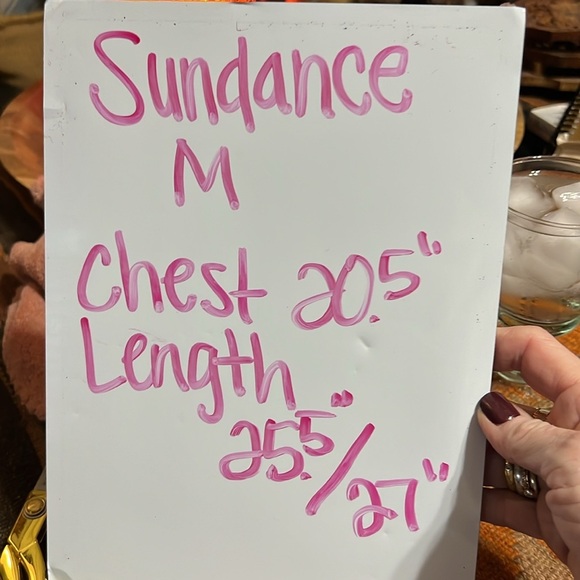 Sundance
M
Chest 20.5"
Length
25.5"/27"